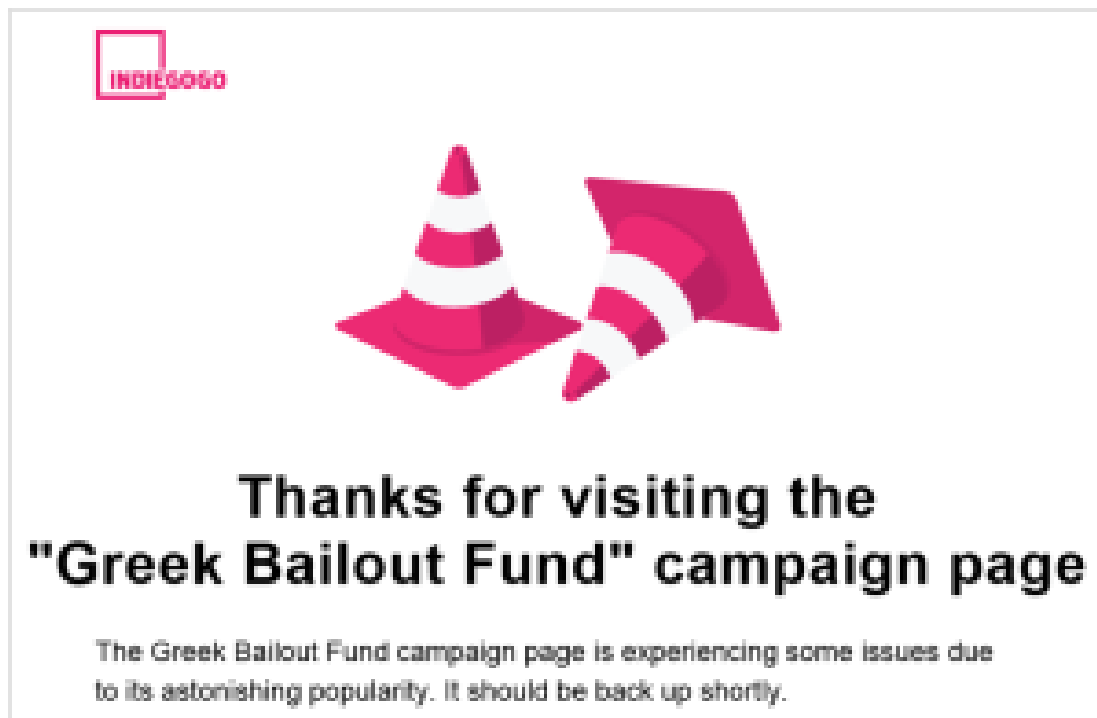 INDIEGOGO
Thanks for visiting the
"Greek Bailout Fund" campaign page
The Greek Bailout Fund campaign page is experiencing some issues due
to its astonishing popularity. It should be back up shortly.